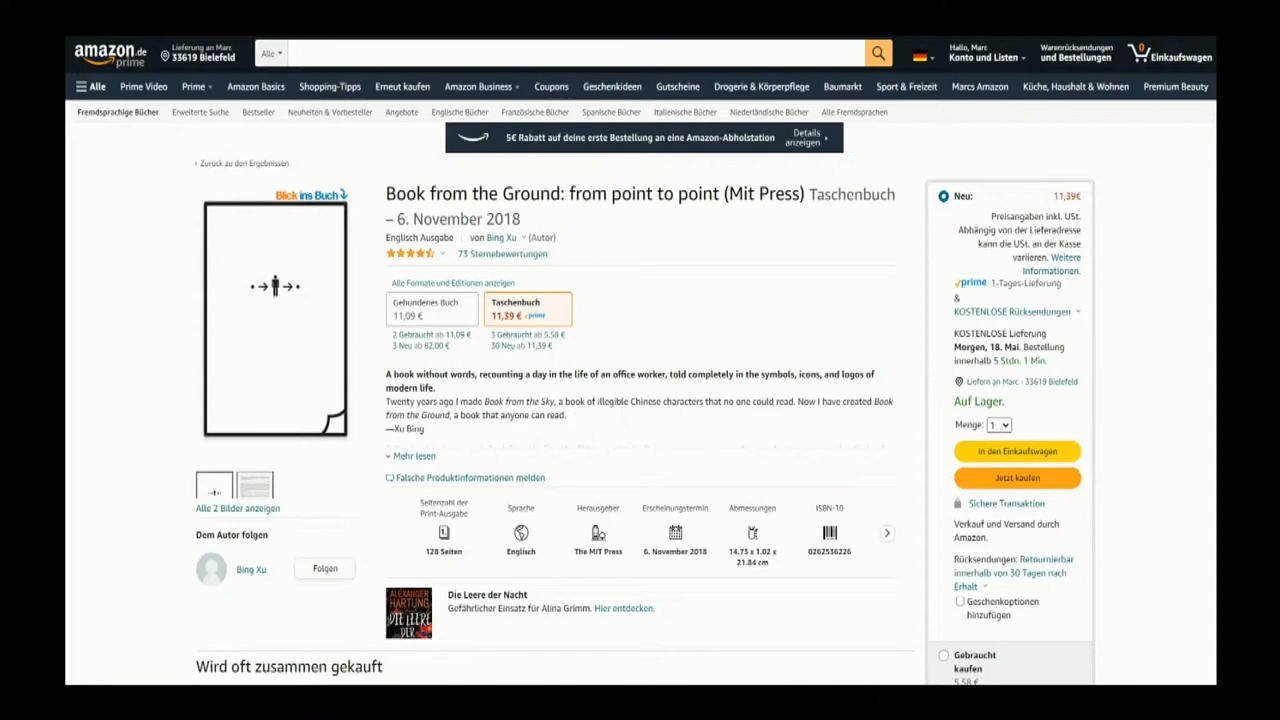 amazon.de
prime
Lieferung an Marc
33619 Bielefeld
Alle
Hallo, Marc
Konto und Listen
Warenrücksendungen
und Bestellungen
0
Einkaufswagen
Alle
Prime Video
Prime
Amazon Basics
Shopping-Tipps
Erneut kaufen
Amazon Business
Coupons
Geschenkideen
Gutscheine
Drogerie & Körperpflege
Baumarkt
Sport & Freizeit
Marcs Amazon
Küche, Haushalt & Wohnen
Premium Beauty
Fremdsprachige Bücher
Erweiterte Suche
Bestseller
Neuheiten & Vorbesteller
Angebote
Englische Bücher
Französische Bücher
Spanische Bücher
Italienische Bücher
Niederländische Bücher
Alle Fremdsprachen
5€ Rabatt auf deine erste Bestellung an eine Amazon-Abholstation
Details
anzeigen ›
‹ Zurück zu den Ergebnissen
Blick ins Buch
Alle 2 Bilder anzeigen
Dem Autor folgen
Bing Xu
Folgen
Book from the Ground: from point to point (Mit Press) Taschenbuch
– 6. November 2018
Englisch Ausgabe
von Bing Xu (Autor)
73 Sternebewertungen
Alle Formate und Editionen anzeigen
Gebundenes Buch
11,09 €
Taschenbuch
11,39 € prime
2 Gebraucht ab 11,09 €
3 Neu ab 82,00 €
3 Gebraucht ab 5,58 €
30 Neu ab 11,39 €
A book without words, recounting a day in the life of an office worker, told completely in the symbols, icons, and logos of
modern life.
Twenty years ago I made Book from the Sky, a book of illegible Chinese characters that no one could read. Now I have created Book
from the Ground, a book that anyone can read.
—Xu Bing
Mehr lesen
Falsche Produktinformationen melden
Seitenzahl der
Print-Ausgabe
128 Seiten
Sprache
Englisch
Herausgeber
The MIT Press
Erscheinungstermin
6. November 2018
Abmessungen
14.73 x 1.02 x
21.84 cm
ISBN-10
0262536226
ALEXANDER
HARTUNG
DIE LEERE
DER
Die Leere der Nacht
Gefährlicher Einsatz für Alina Grimm. Hier entdecken.
Wird oft zusammen gekauft
Neu:
11,39€
Preisangaben inkl. USt.
Abhängig von der Lieferadresse
kann die USt. an der Kasse
variieren. Weitere
Informationen.
prime 1-Tages-Lieferung
&
KOSTENLOSE Rücksendungen
KOSTENLOSE Lieferung
Morgen, 18. Mai. Bestellung
innerhalb 5 Stdn. 1 Min.
Liefern an Marc - 33619 Bielefeld
Auf Lager.
Menge: 1
In den Einkaufswagen
Jetzt kaufen
Sichere Transaktion
Verkauf und Versand durch
Amazon.
Rücksendungen: Retournierbar
innerhalb von 30 Tagen nach
Erhalt
Geschenkoptionen
hinzufügen
Gebraucht
kaufen
5,58 €